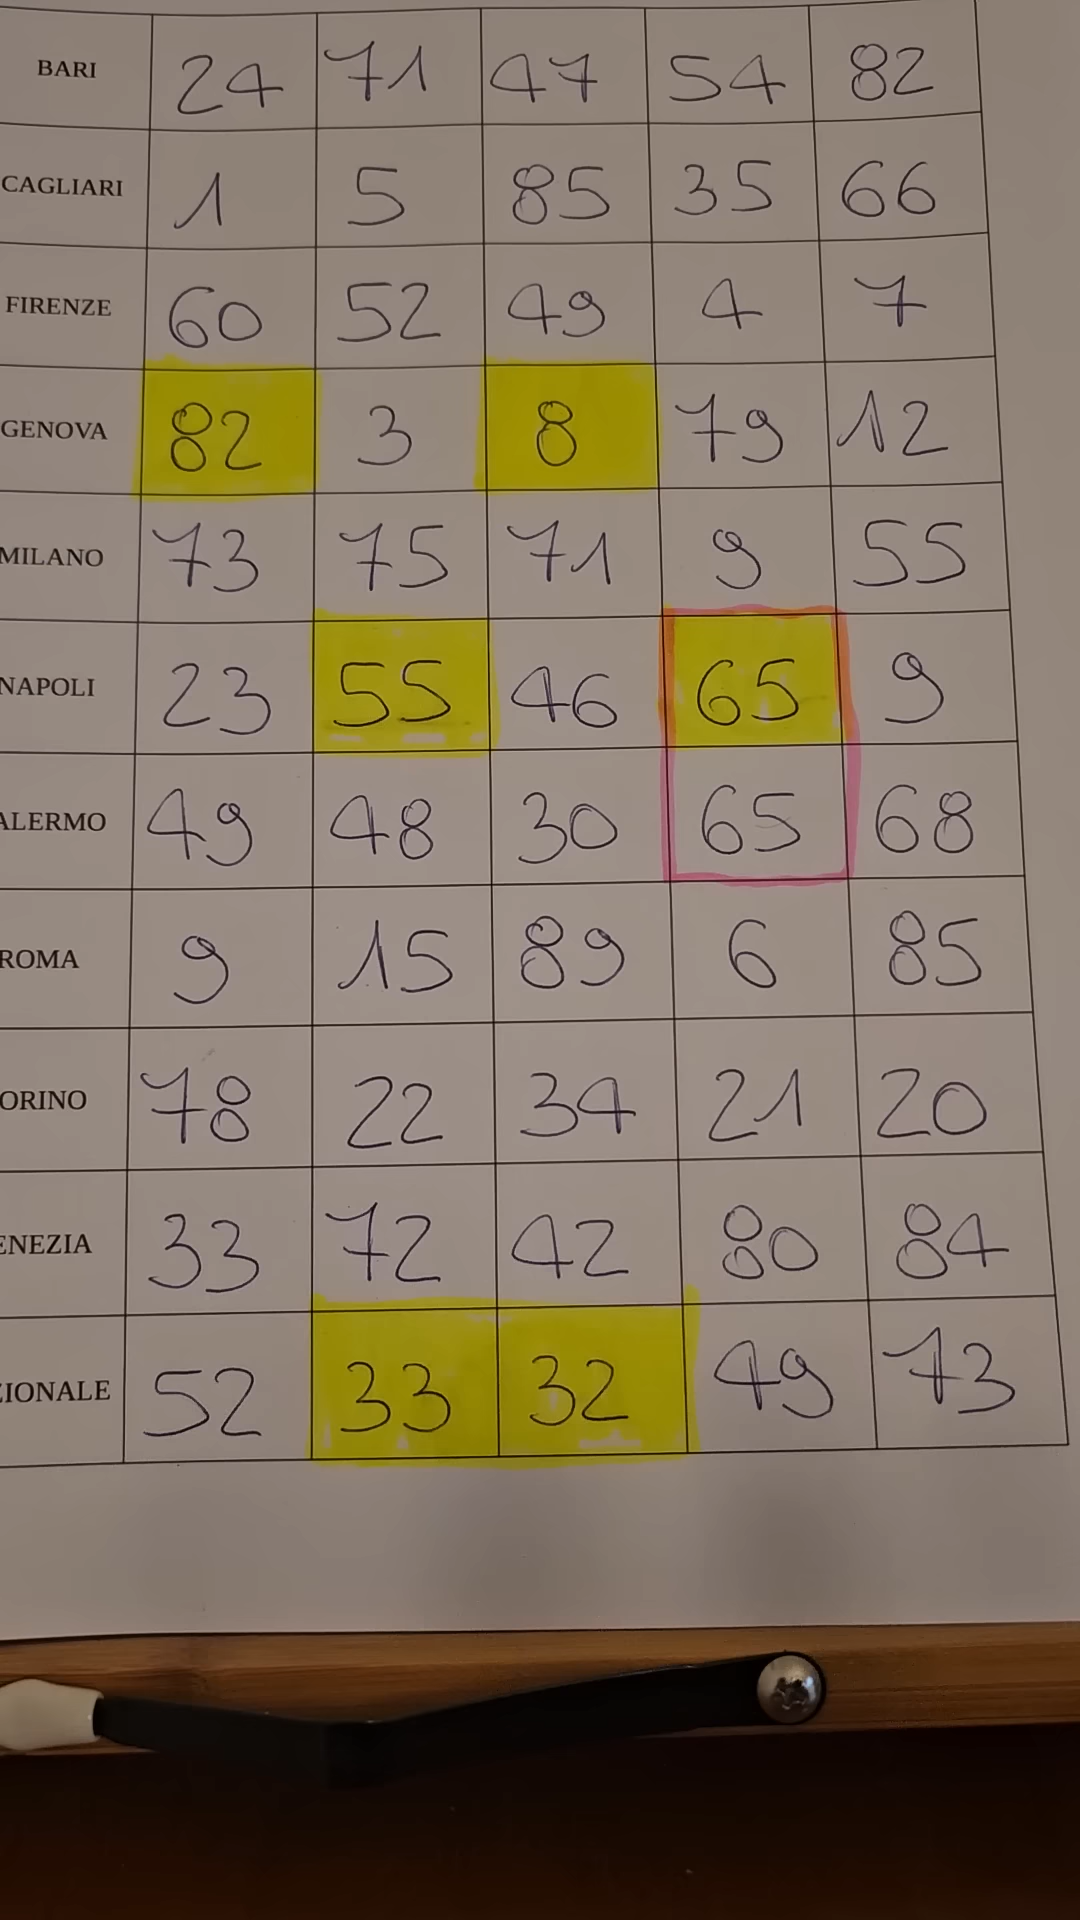 BARI 24 71 47 54 82
CAGLIARI 1 5 85 35 66
FIRENZE 60 52 49 4 7
GENOVA 82 3 8 79 12
MILANO 73 75 71 9 55
NAPOLI 23 55 46 65 9
ALERMO 49 48 30 65 68
ROMA 9 15 89 6 85
ORINO 78 22 34 21 20
ENEZIA 33 72 42 80 84
ZIONALE 52 33 32 49 73